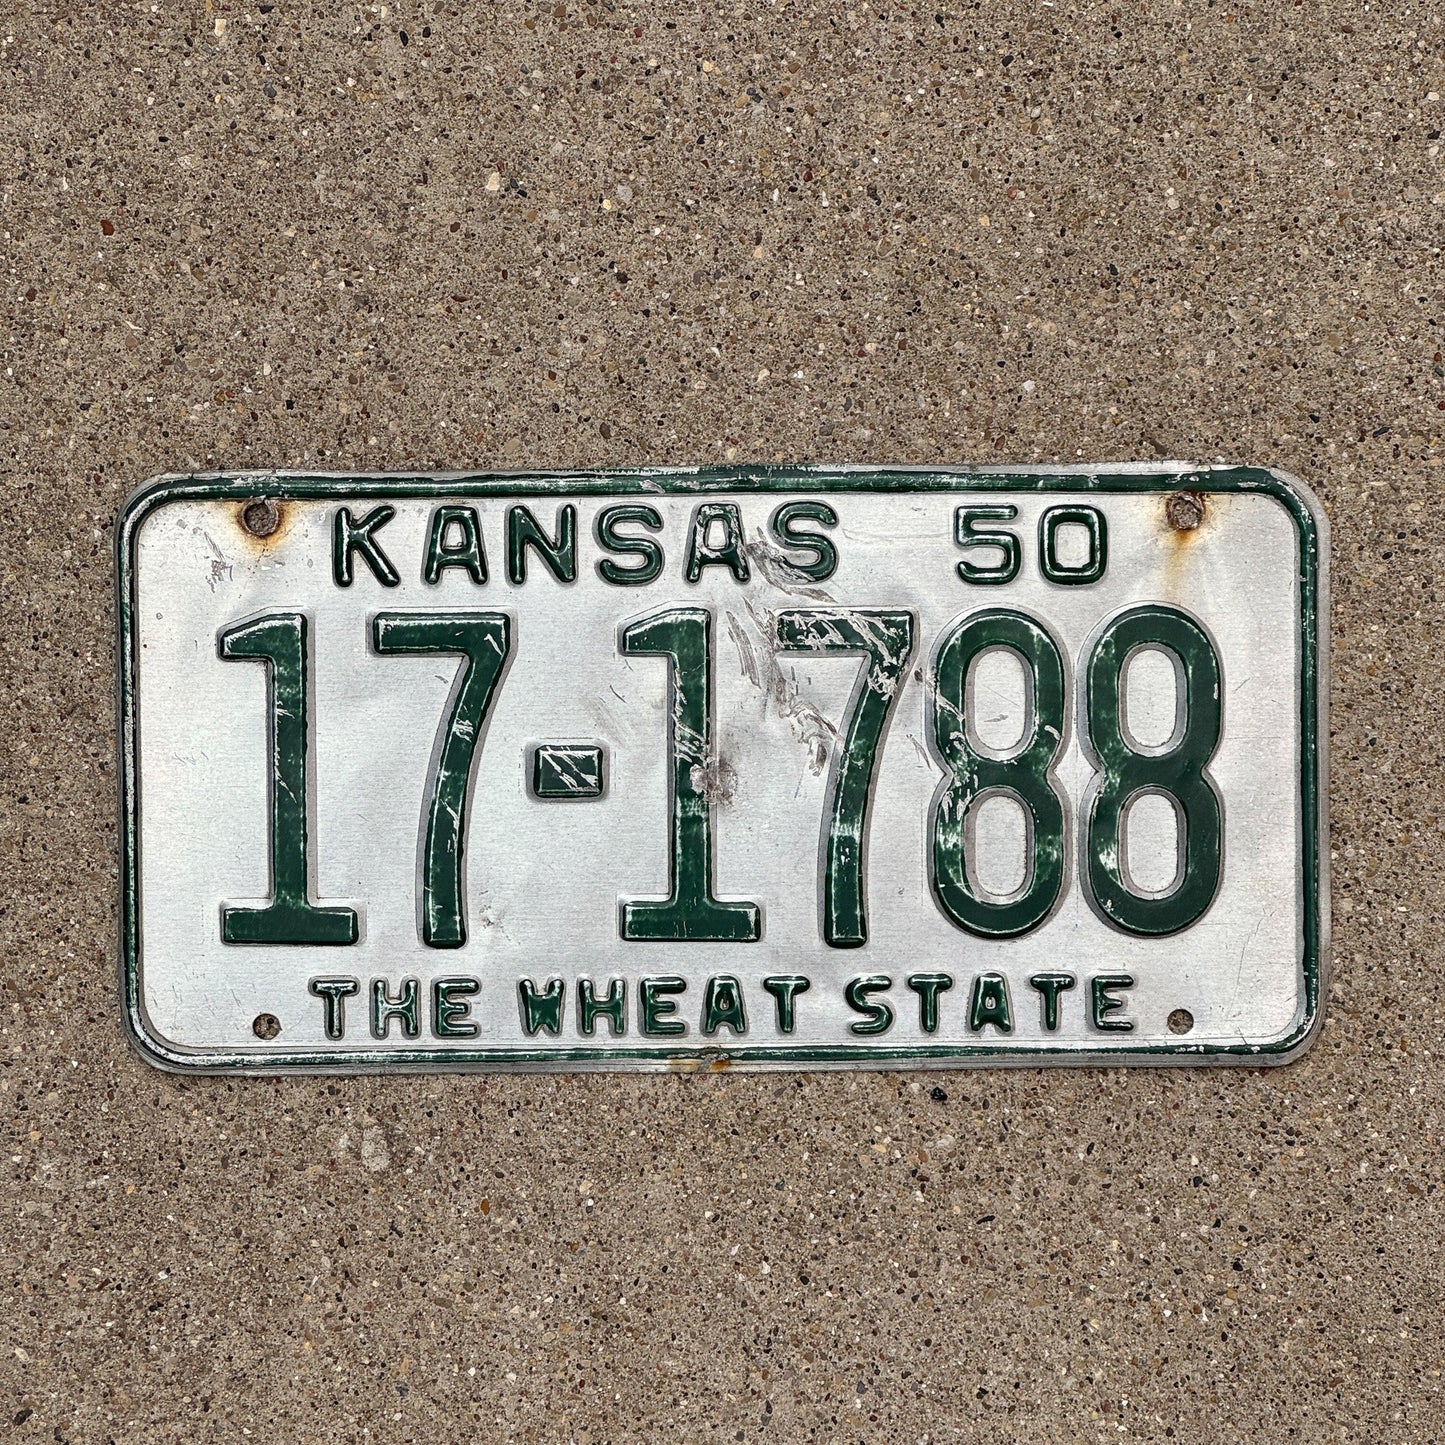 KANSAS 50
17-1788
THE WHEAT STATE